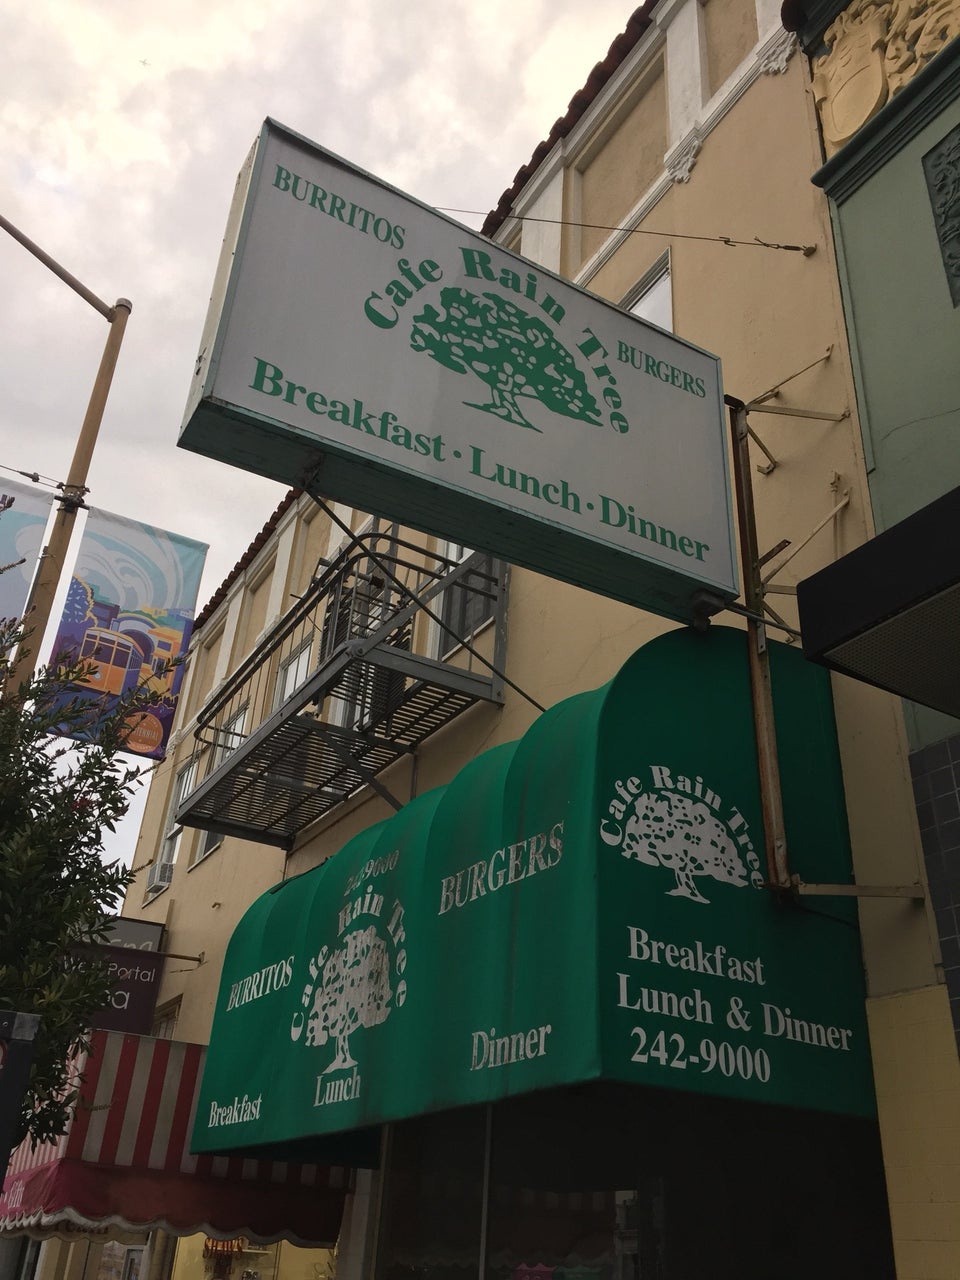 BURRITOS
Cafe Rain Tree
BURGERS
Breakfast · Lunch · Dinner
242-9000
BURRITOS
Cafe Rain Tree
BURGERS
Breakfast
Lunch
Dinner
Cafe Rain Tree
Breakfast
Lunch & Dinner
242-9000
Portal